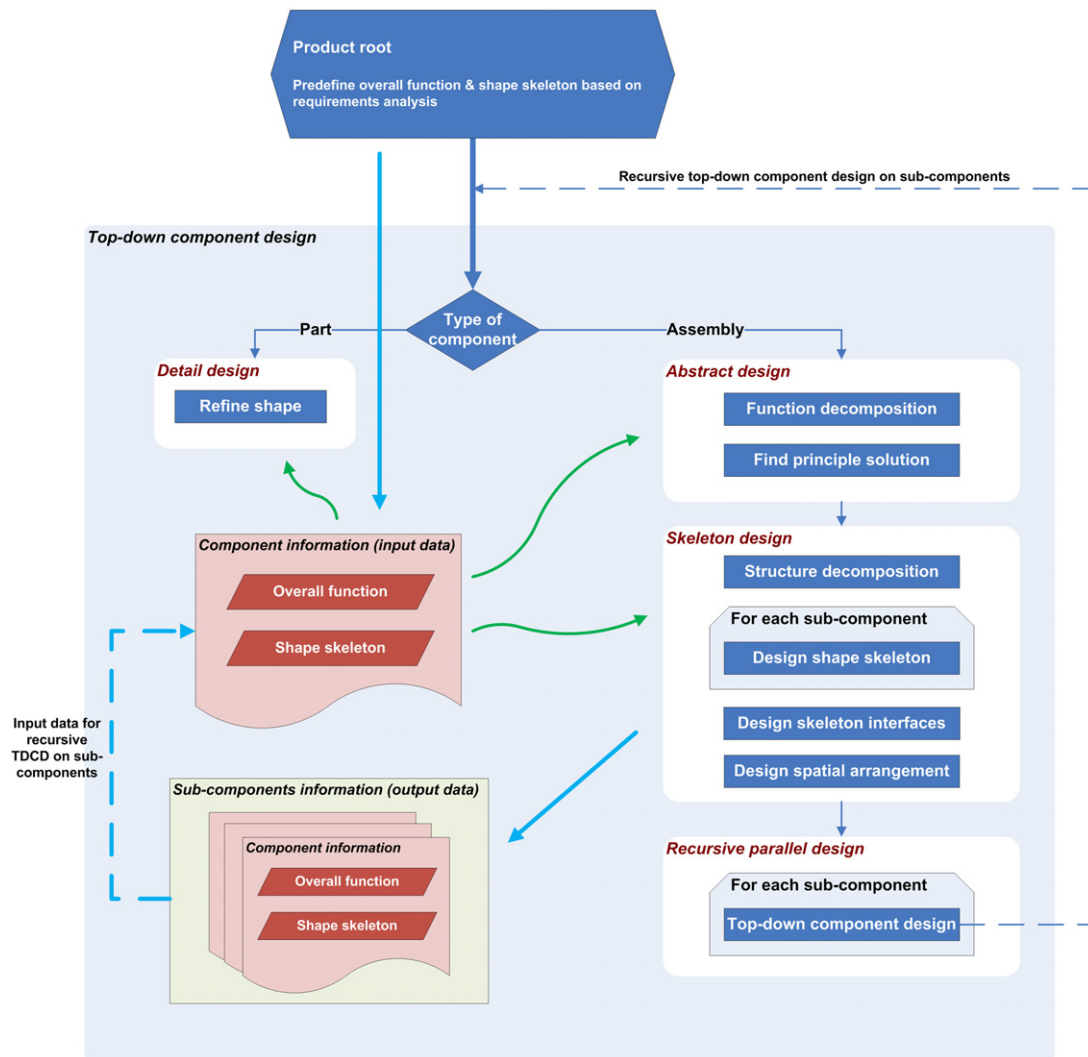 Product root
Predefine overall function & shape skeleton based on
requirements analysis
Recursive top-down component design on sub-components
Top-down component design
Type of
component
Part
Assembly
Detail design
Refine shape
Abstract design
Function decomposition
Find principle solution
Component information (input data)
Overall function
Shape skeleton
Skeleton design
Structure decomposition
For each sub-component
Design shape skeleton
Design skeleton interfaces
Design spatial arrangement
Input data for
recursive
TDCD on sub-
components
Sub-components information (output data)
Component information
Overall function
Shape skeleton
Recursive parallel design
For each sub-component
Top-down component design